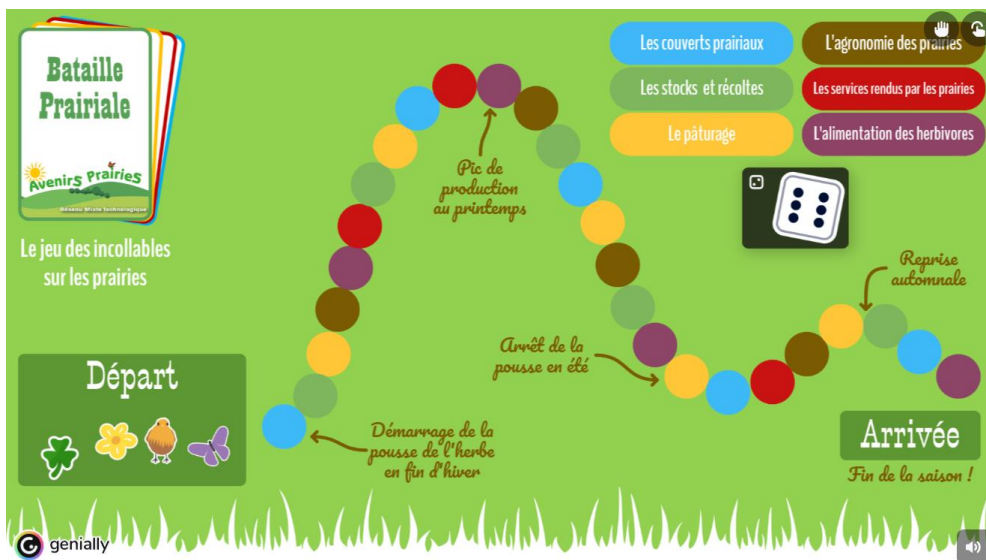 Bataille
Prairiale
Avenirs Prairies
Réseau Mixte Technologique
Le jeu des incollables
sur les prairies
Les couverts prairiaux
L'agronomie des prairies
Les stocks et récoltes
Les services rendus par les prairies
Le pâturage
L'alimentation des herbivores
Pic de
production
au printemps
Reprise
automnale
Arrêt de la
pousse en été
Départ
Démarrage de la
pousse de l'herbe
en fin d'hiver
Arrivée
Fin de la saison !
genially